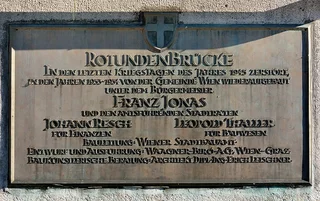 ROTUNDENBRÜCKE
IN DEN LETZTEN KRIEGSTAGEN DES JAHRES 1945 ZERSTÖRT,
IN DEN JAHREN 1953-1955 VON DER GEMEINDE WIEN WIEDERAUFGEBAUT
UNTER DEM BÜRGERMEISTER
FRANZ JONAS
UND DEN AMTSFÜHRENDEN STADTRÄTEN
JOHANN RESCH LEOPOLD THALLER
FÜR FINANZEN FÜR BAUWESEN
BAULEITUNG · WIENER STADTBAUAMT ·
ENTWURF UND AUSFÜHRUNG · WAAGNER-BIRO-A·G· WIEN-GRAZ
BAUKÜNSTLERISCHE BERATUNG · ARCHITEKT DIPL·ING·ERICH LEISCHNER